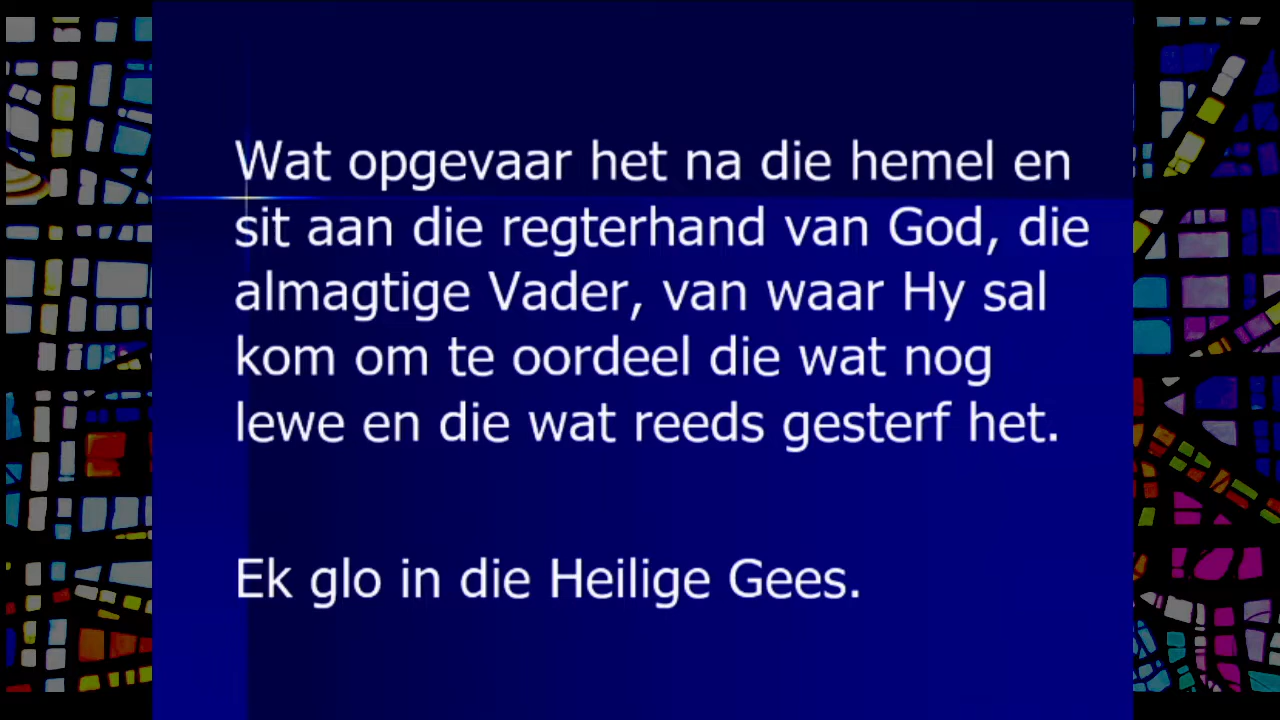 Wat opgevaar het na die hemel en
sit aan die regterhand van God, die
almagtige Vader, van waar Hy sal
kom om te oordeel die wat nog
lewe en die wat reeds gesterf het.
Ek glo in die Heilige Gees.